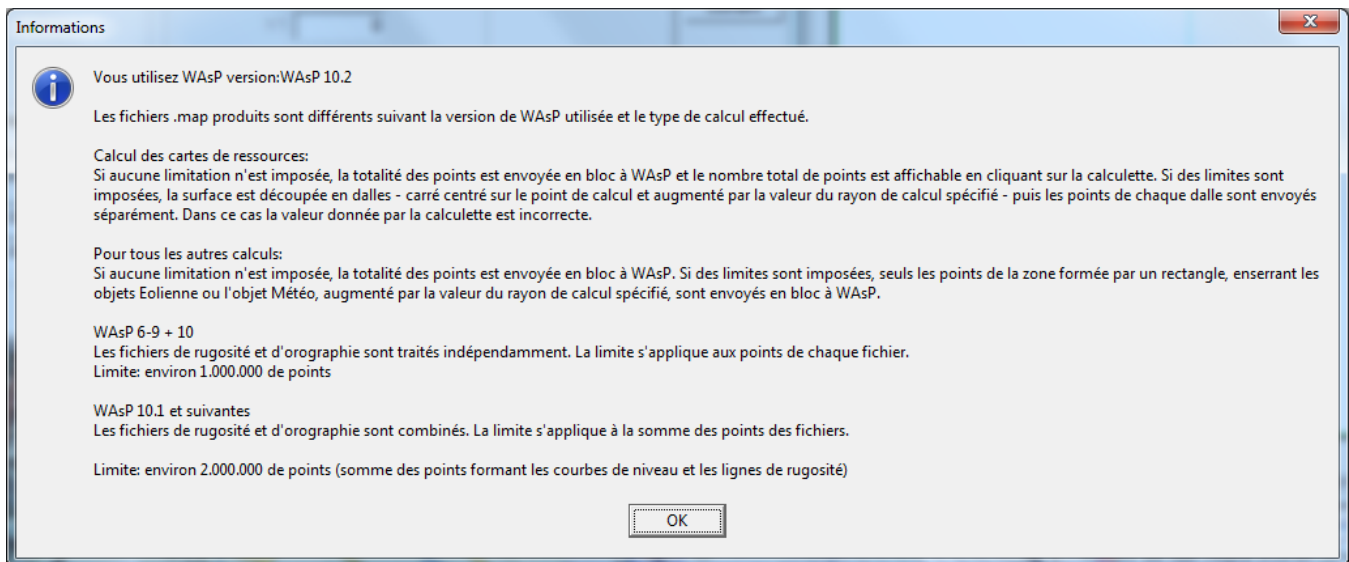 Informations
Vous utilisez WAsP version:WAsP 10.2
Les fichiers .map produits sont différents suivant la version de WAsP utilisée et le type de calcul effectué.
Calcul des cartes de ressources:
Si aucune limitation n'est imposée, la totalité des points est envoyée en bloc à WAsP et le nombre total de points est affichable en cliquant sur la calculette. Si des limites sont
imposées, la surface est découpée en dalles - carré centré sur le point de calcul et augmenté par la valeur du rayon de calcul spécifié - puis les points de chaque dalle sont envoyés
séparément. Dans ce cas la valeur donnée par la calculette est incorrecte.
Pour tous les autres calculs:
Si aucune limitation n'est imposée, la totalité des points est envoyée en bloc à WAsP. Si des limites sont imposées, seuls les points de la zone formée par un rectangle, enserrant les
objets Eolienne ou l'objet Météo, augmenté par la valeur du rayon de calcul spécifié, sont envoyés en bloc à WAsP.
WAsP 6-9 + 10
Les fichiers de rugosité et d'orographie sont traités indépendamment. La limite s'applique aux points de chaque fichier.
Limite: environ 1.000.000 de points
WAsP 10.1 et suivantes
Les fichiers de rugosité et d'orographie sont combinés. La limite s'applique à la somme des points des fichiers.
Limite: environ 2.000.000 de points (somme des points formant les courbes de niveau et les lignes de rugosité)
OK